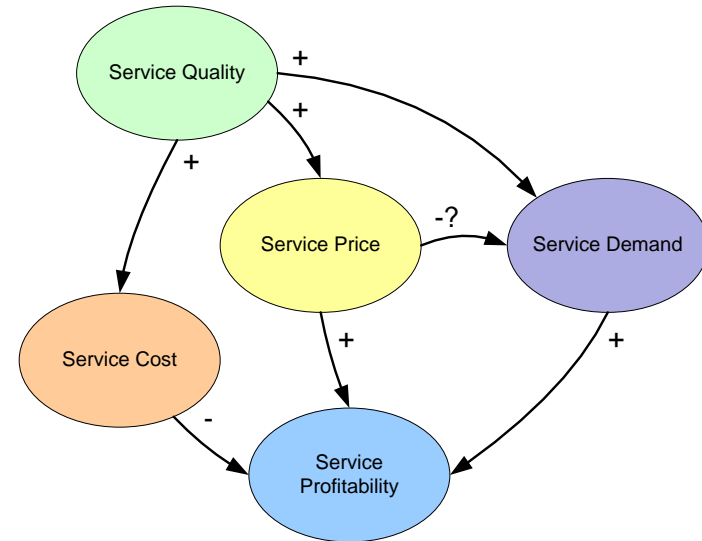 +
Service Quality
+
+
-?
Service Price
Service Demand
+
+
Service Cost
-
Service
Profitability